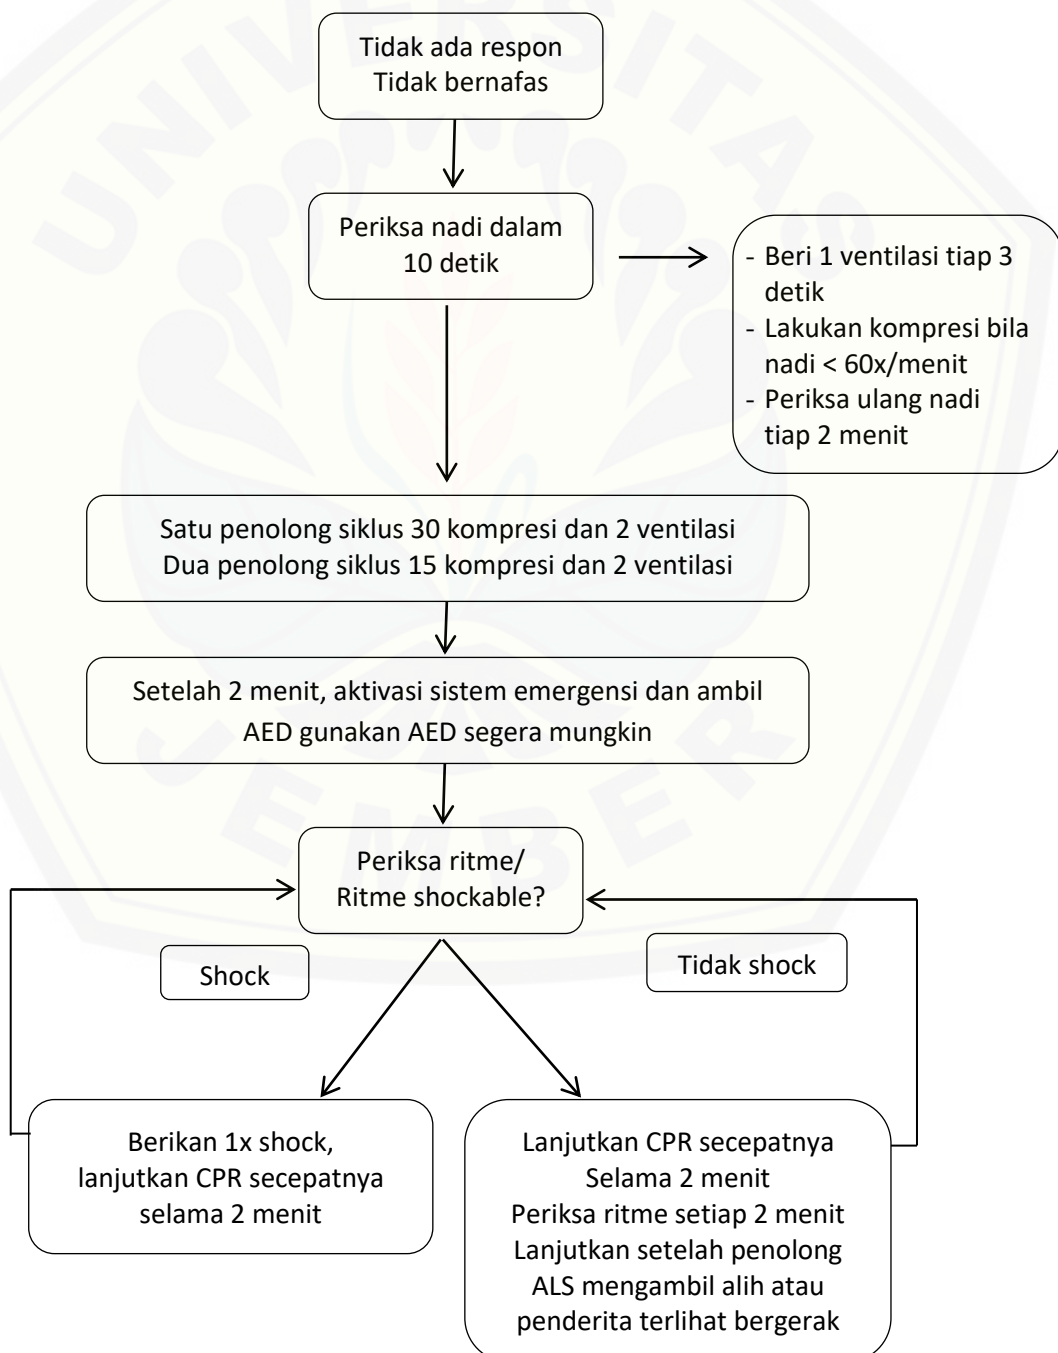 UNIVERSITAS
Tidak ada respon
Tidak bernafas
Periksa nadi dalam
10 detik
- Beri 1 ventilasi tiap 3
detik
- Lakukan kompresi bila
nadi < 60x/menit
- Periksa ulang nadi
tiap 2 menit
Satu penolong siklus 30 kompresi dan 2 ventilasi
Dua penolong siklus 15 kompresi dan 2 ventilasi
Setelah 2 menit, aktivasi sistem emergensi dan ambil
AED gunakan AED segera mungkin
JEMBER
Periksa ritme/
Ritme shockable?
Shock
Tidak shock
Berikan 1x shock,
lanjutkan CPR secepatnya
selama 2 menit
Lanjutkan CPR secepatnya
Selama 2 menit
Periksa ritme setiap 2 menit
Lanjutkan setelah penolong
ALS mengambil alih atau
penderita terlihat bergerak